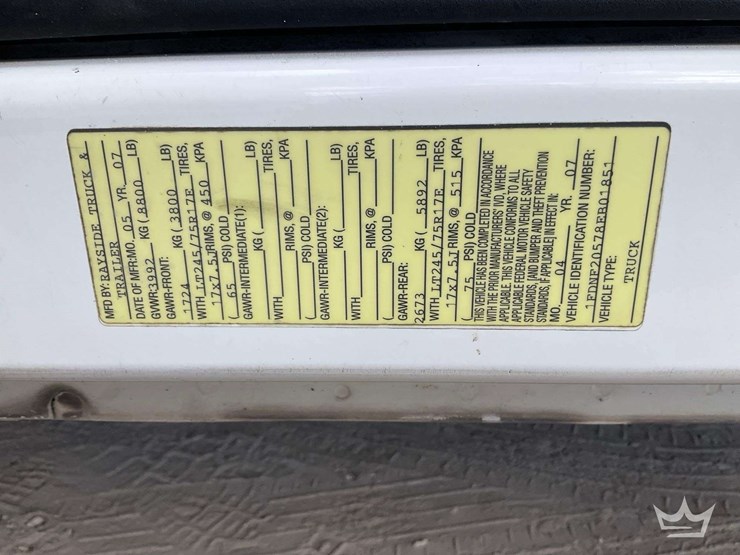 MFD BY: RAYSIDE TRUCK &
TRAILER
DATE OF MFR: MO. 05 YR. 07
GVWR: 3992 KG ( 8800 LB)
GAWR-FRONT:
1724 KG ( 3800 LB)
WITH LT245/75R17E TIRES,
17x7.5J RIMS, @ 450 KPA
( 65 PSI) COLD
GAWR-INTERMEDIATE(1):
KG ( LB)
WITH TIRES,
RIMS, @ KPA
( PSI) COLD
GAWR-INTERMEDIATE(2):
KG ( LB)
WITH TIRES,
RIMS, @ KPA
( PSI) COLD
GAWR-REAR:
2673 KG ( 5892 LB)
WITH LT245/75R17E TIRES,
17x7.5J RIMS, @ 515 KPA
( 75 PSI) COLD
THIS VEHICLE HAS BEEN COMPLETED IN ACCORDANCE
WITH THE PRIOR MANUFACTURERS' IVD, WHERE
APPLICABLE. THIS VEHICLE CONFORMS TO ALL
APPLICABLE FEDERAL MOTOR VEHICLE SAFETY
STANDARDS, [AND BUMPER AND THEFT PREVENTION
STANDARDS, IF APPLICABLE] IN EFFECT IN:
MO. 04 YR. 07
VEHICLE IDENTIFICATION NUMBER:
VEHICLE TYPE:
TRUCK